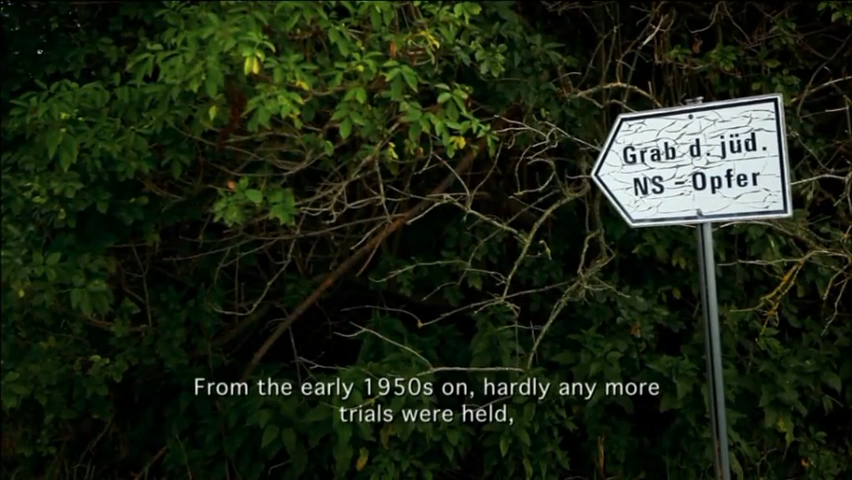 Grab d. jüd.
NS-Opfer
From the early 1950s on, hardly any more
trials were held,